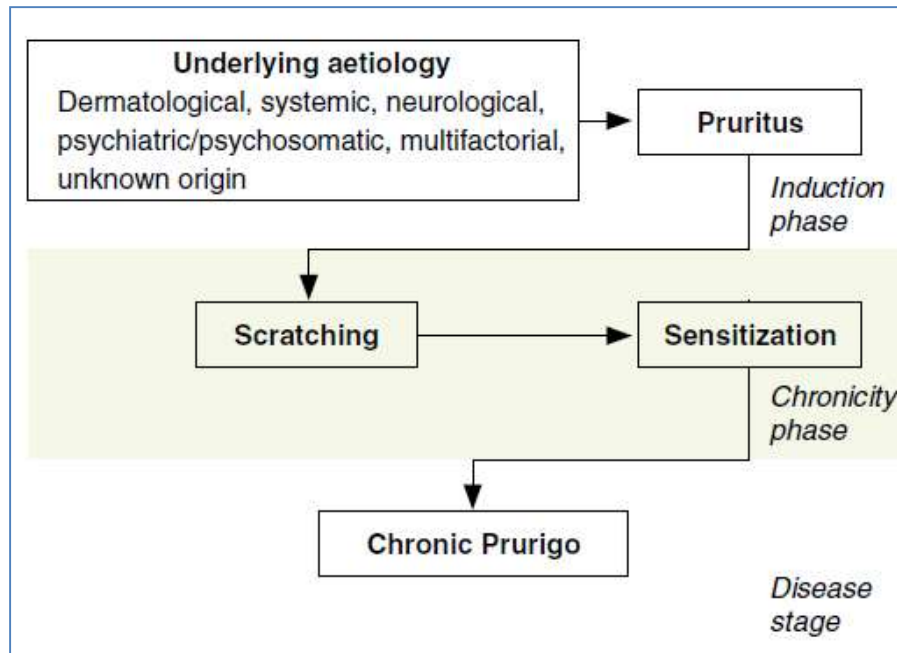 Underlying aetiology
Dermatological, systemic, neurological,
psychiatric/psychosomatic, multifactorial,
unknown origin
Pruritus
Induction
phase
Scratching
Sensitization
Chronicity
phase
Chronic Prurigo
Disease
stage